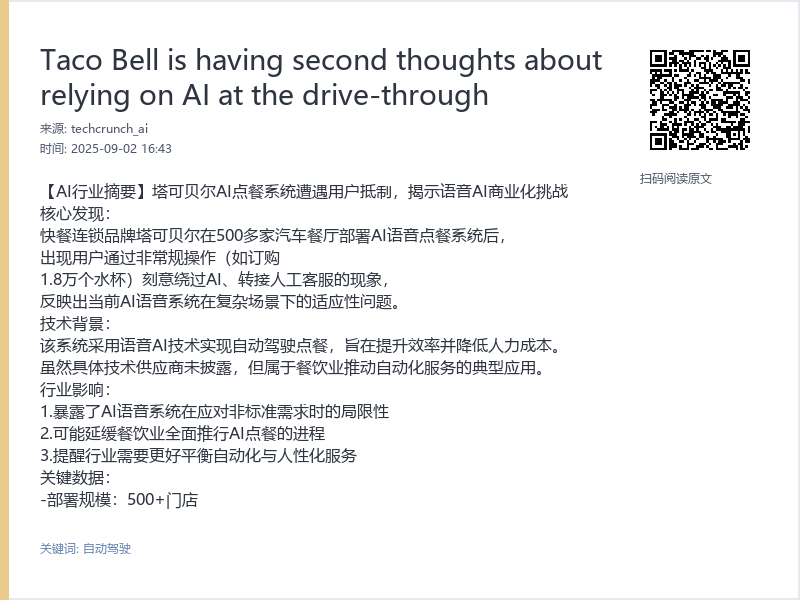 Taco Bell is having second thoughts about
relying on AI at the drive-through
来源: techcrunch_ai
时间: 2025-09-02 16:43
扫码阅读原文
【AI行业摘要】塔可贝尔AI点餐系统遭遇用户抵制，揭示语音AI商业化挑战
核心发现：
快餐连锁品牌塔可贝尔在500多家汽车餐厅部署AI语音点餐系统后，
出现用户通过非常规操作（如订购
1.8万个水杯）刻意绕过AI、转接人工客服的现象，
反映出当前AI语音系统在复杂场景下的适应性问题。
技术背景：
该系统采用语音AI技术实现自动驾驶点餐，旨在提升效率并降低人力成本。
虽然具体技术供应商未披露，但属于餐饮业推动自动化服务的典型应用。
行业影响：
1.暴露了AI语音系统在应对非标准需求时的局限性
2.可能延缓餐饮业全面推行AI点餐的进程
3.提醒行业需要更好平衡自动化与人性化服务
关键数据：
-部署规模：500+门店
关键词: 自动驾驶